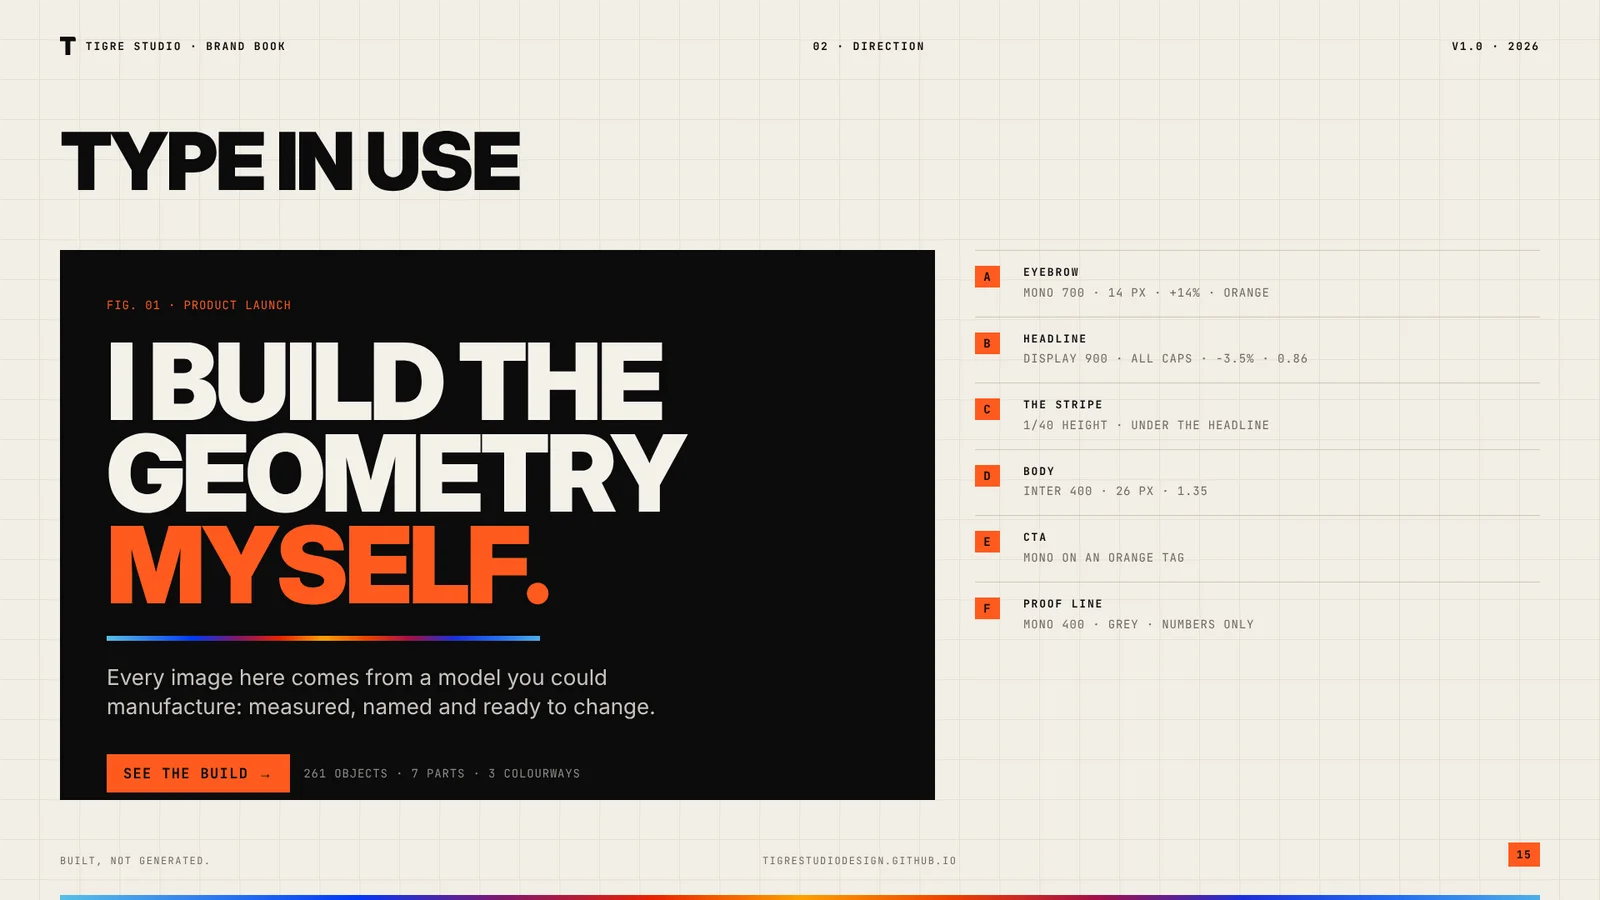 T TIGRE STUDIO · BRAND BOOK
02 · DIRECTION
V1.0 · 2026
TYPE IN USE
FIG. 01 · PRODUCT LAUNCH
I BUILD THE
GEOMETRY
MYSELF.
Every image here comes from a model you could
manufacture: measured, named and ready to change.
SEE THE BUILD →
261 OBJECTS · 7 PARTS · 3 COLOURWAYS
A
EYEBROW
MONO 700 · 14 PX · +14% · ORANGE
B
HEADLINE
DISPLAY 900 · ALL CAPS · -3.5% · 0.86
C
THE STRIPE
1/40 HEIGHT · UNDER THE HEADLINE
D
BODY
INTER 400 · 26 PX · 1.35
E
CTA
MONO ON AN ORANGE TAG
F
PROOF LINE
MONO 400 · GREY · NUMBERS ONLY
BUILT, NOT GENERATED.
TIGRESTUDIODESIGN.GITHUB.IO
15